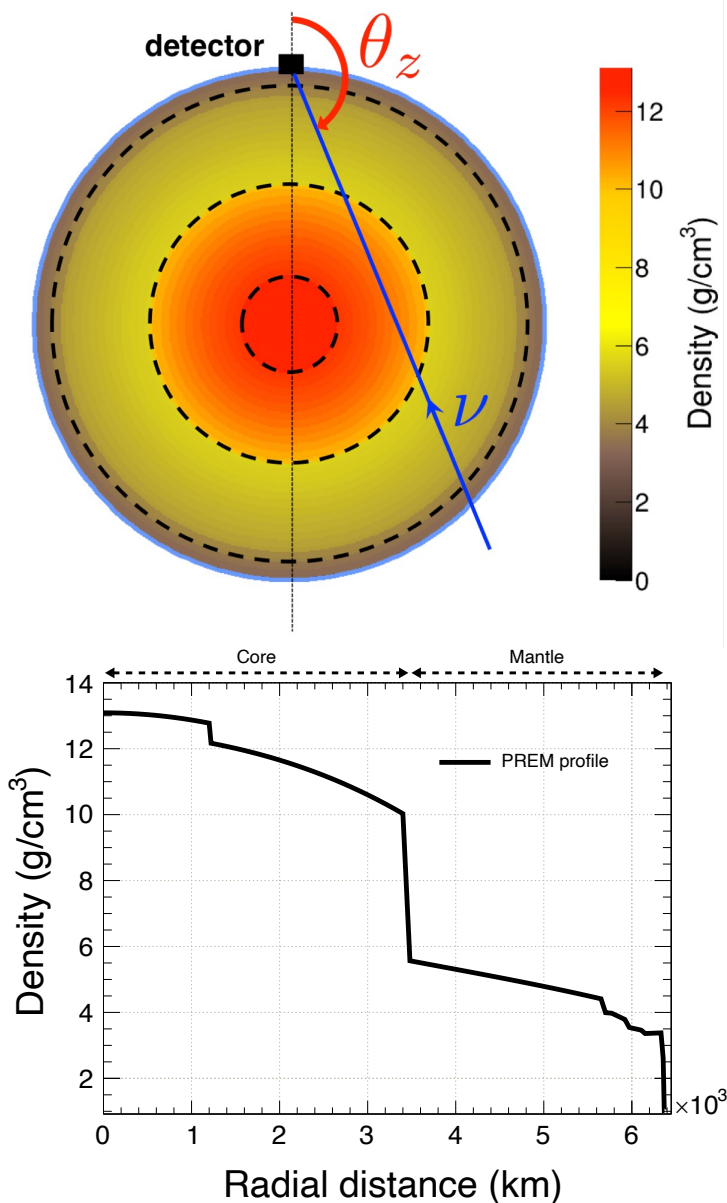 detector
θz
ν
12
10
8
6
4
2
0
Density (g/cm³)
Core
Mantle
14
12
10
8
6
4
2
PREM profile
Density (g/cm³)
0
1
2
3
4
5
6
×10³
Radial distance (km)